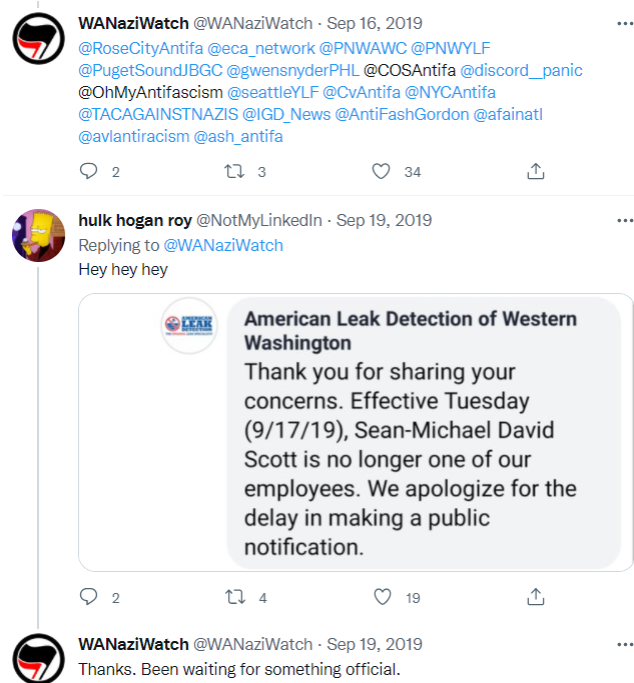 WANaziWatch @WANaziWatch · Sep 16, 2019
@RoseCityAntifa @eca_network @PNWAWC @PNWYLF
@PugetSoundJBGC @gwensnyderPHL @COSAntifa @discord__panic
@OhMyAntifascism @seattleYLF @CvAntifa @NYCAntifa
@TACAGAINSTNAZIS @IGD_News @AntiFashGordon @afainatl
@avlantiracism @ash_antifa
2 3 34
hulk hogan roy @NotMyLinkedIn · Sep 19, 2019
Replying to @WANaziWatch
Hey hey hey
AMERICAN
LEAK
DETECTION
American Leak Detection of Western
Washington
Thank you for sharing your
concerns. Effective Tuesday
(9/17/19), Sean-Michael David
Scott is no longer one of our
employees. We apologize for the
delay in making a public
notification.
2 4 19
WANaziWatch @WANaziWatch · Sep 19, 2019
Thanks. Been waiting for something official.